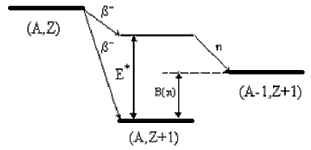 β⁻
(A,Z)
β⁻
n
E*
B(n)
(A-1,Z+1)
(A,Z+1)